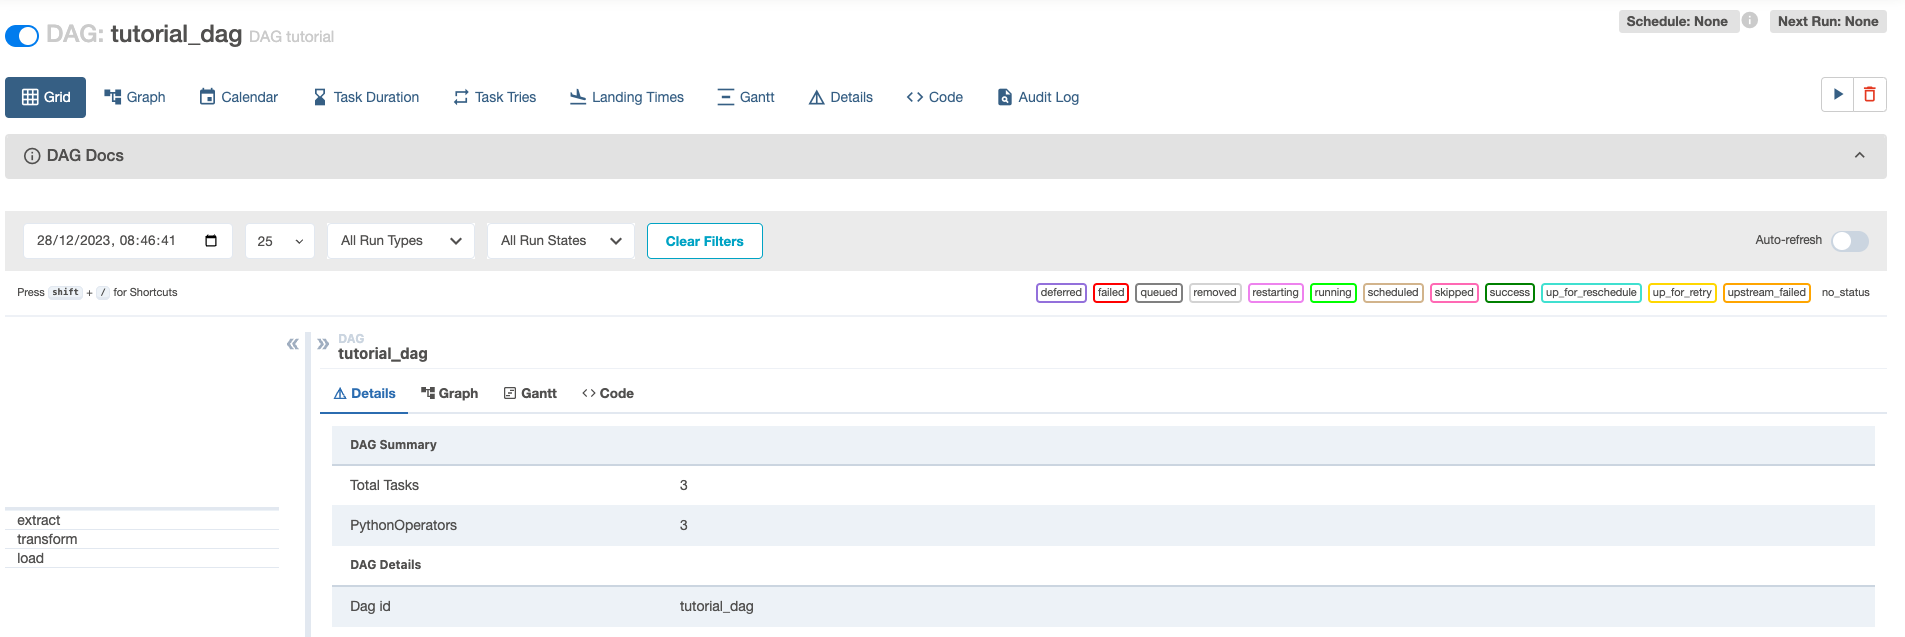 DAG: tutorial_dag DAG tutorial
Schedule: None
Next Run: None
Grid
Graph
Calendar
Task Duration
Task Tries
Landing Times
Gantt
Details
Code
Audit Log
DAG Docs
28/12/2023, 08:46:41
25
All Run Types
All Run States
Clear Filters
Auto-refresh
Press shift + / for Shortcuts
deferred
failed
queued
removed
restarting
running
scheduled
skipped
success
up_for_reschedule
up_for_retry
upstream_failed
no_status
extract
transform
load
DAG
tutorial_dag
Details
Graph
Gantt
Code
DAG Summary
Total Tasks 3
PythonOperators 3
DAG Details
Dag id tutorial_dag